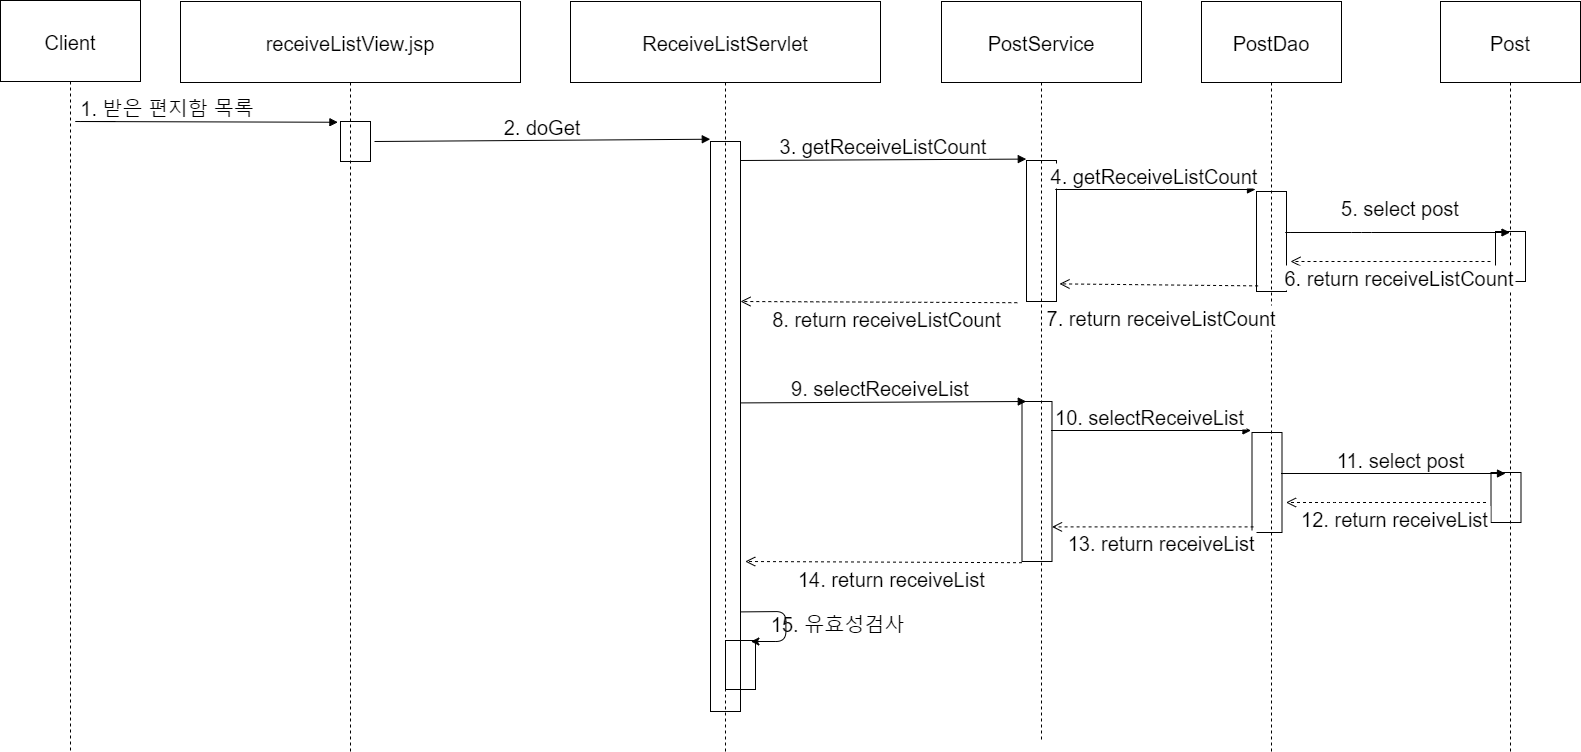 Client
receiveListView.jsp
ReceiveListServlet
PostService
PostDao
Post
1. 받은 편지함 목록
2. doGet
3. getReceiveListCount
4. getReceiveListCount
5. select post
6. return receiveListCount
7. return receiveListCount
8. return receiveListCount
9. selectReceiveList
10. selectReceiveList
11. select post
12. return receiveList
13. return receiveList
14. return receiveList
15. 유효성검사